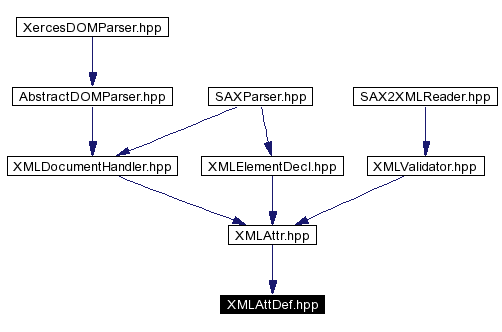 XercesDOMParser.hpp
AbstractDOMParser.hpp
SAXParser.hpp
SAX2XMLReader.hpp
XMLDocumentHandler.hpp
XMLElementDecl.hpp
XMLValidator.hpp
XMLAttr.hpp
XMLAttDef.hpp